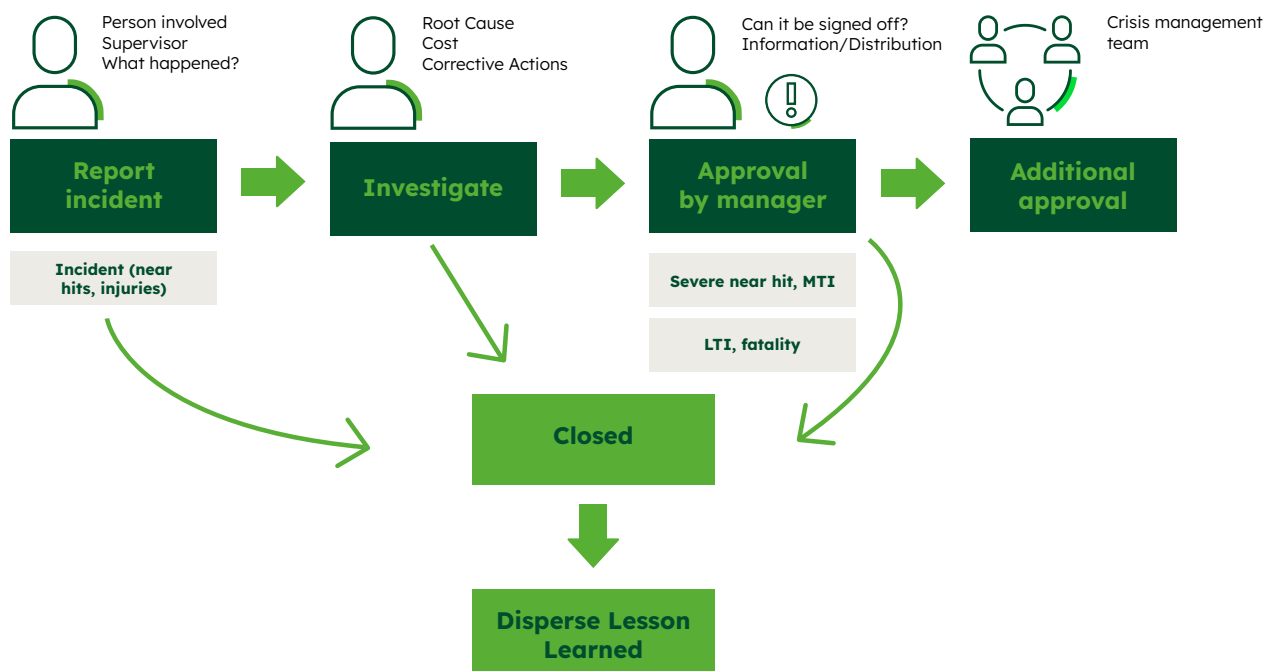 Person involved
Supervisor
What happened?
Root Cause
Cost
Corrective Actions
Can it be signed off?
Information/Distribution
Crisis management
team
Report
incident
Investigate
Approval
by manager
Additional
approval
Incident (near
hits, injuries)
Severe near hit, MTI
LTI, fatality
Closed
Disperse Lesson
Learned